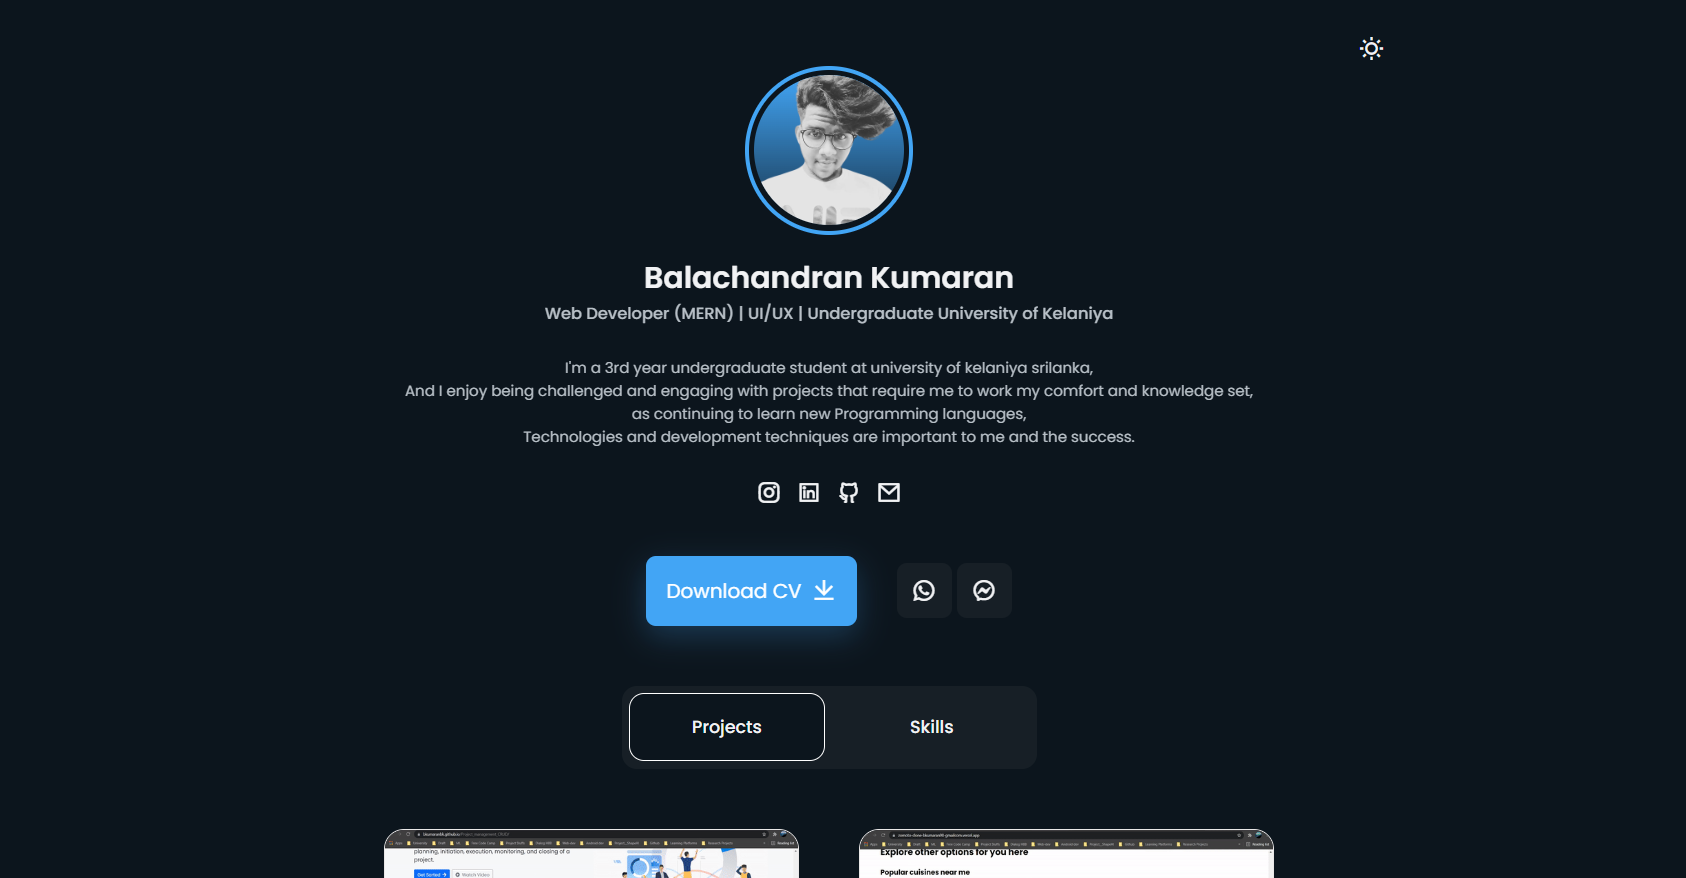 Balachandran Kumaran
Web Developer (MERN) | UI/UX | Undergraduate University of Kelaniya
I'm a 3rd year undergraduate student at university of kelaniya srilanka,
And I enjoy being challenged and engaging with projects that require me to work my comfort and knowledge set,
as continuing to learn new Programming languages,
Technologies and development techniques are important to me and the success.
Download CV
Projects
Skills
planning, initiation, execution, monitoring, and closing of a
project.
Get Started
Watch Video
Explore other options for you here
Popular cuisines near me